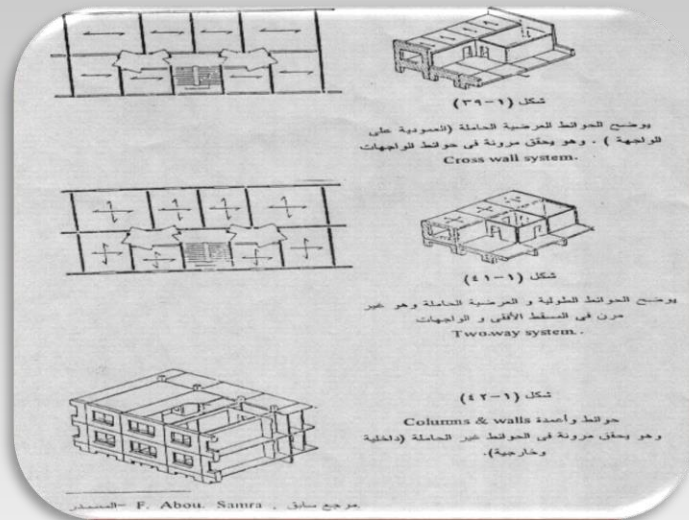 شكل (١-٣٩)
يوضح الحوائط العرضية الحاملة (العمودية على
الواجهة ) . وهو يحقق مرونة فى حوائط الواجهات
Cross wall system.
شكل (١-٤١)
يوضح الحوائط الطولية و العرضية الحاملة وهو غير
مرن فى المسقط الأفقى و الواجهات
Two.way system.
شكل (١-٤٢)
حوائط وأعمدة Columns & walls
وهو يحقق مرونة فى الحوائط غير الحاملة (داخلية
وخارجية).
المصدر- F. Abou. Samra , مرجع سابق.